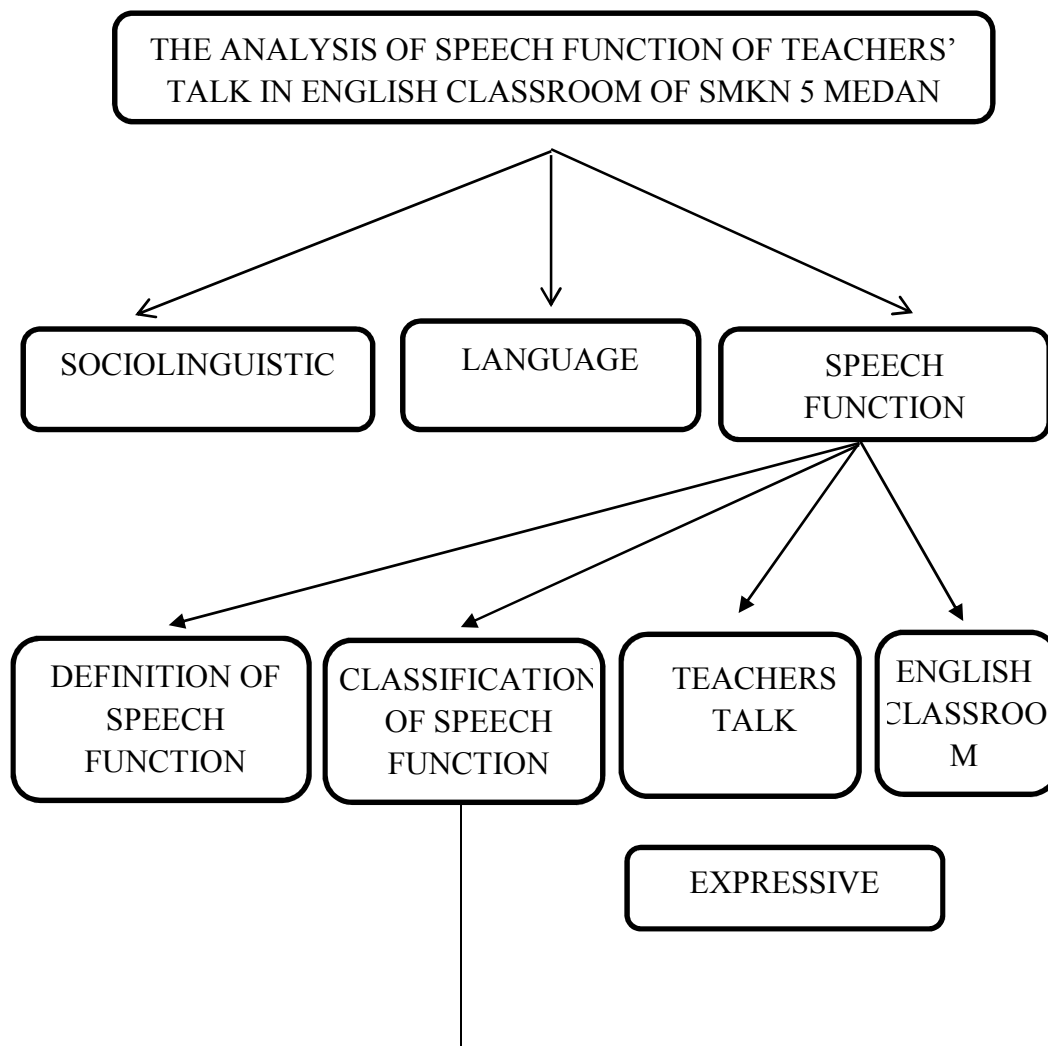 THE ANALYSIS OF SPEECH FUNCTION OF TEACHERS’
TALK IN ENGLISH CLASSROOM OF SMKN 5 MEDAN
SOCIOLINGUISTIC
LANGUAGE
SPEECH
FUNCTION
DEFINITION OF
SPEECH
FUNCTION
CLASSIFICATION
OF SPEECH
FUNCTION
TEACHERS
TALK
ENGLISH
CLASSROO
M
EXPRESSIVE